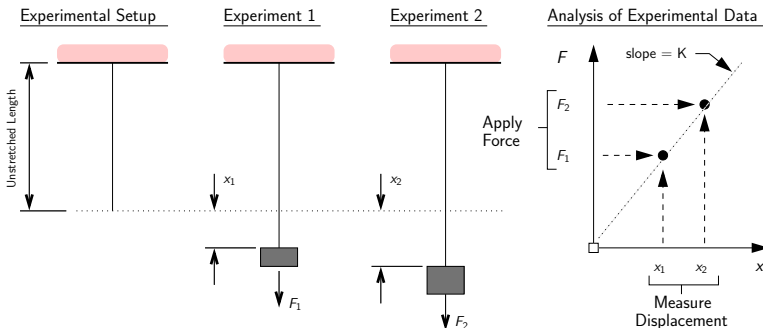 Experimental Setup
Experiment 1
Experiment 2
Analysis of Experimental Data
Unstretched Length
x1
x2
F1
F2
F
slope = K
Apply
Force
F2
F1
x1
x2
x
Measure
Displacement